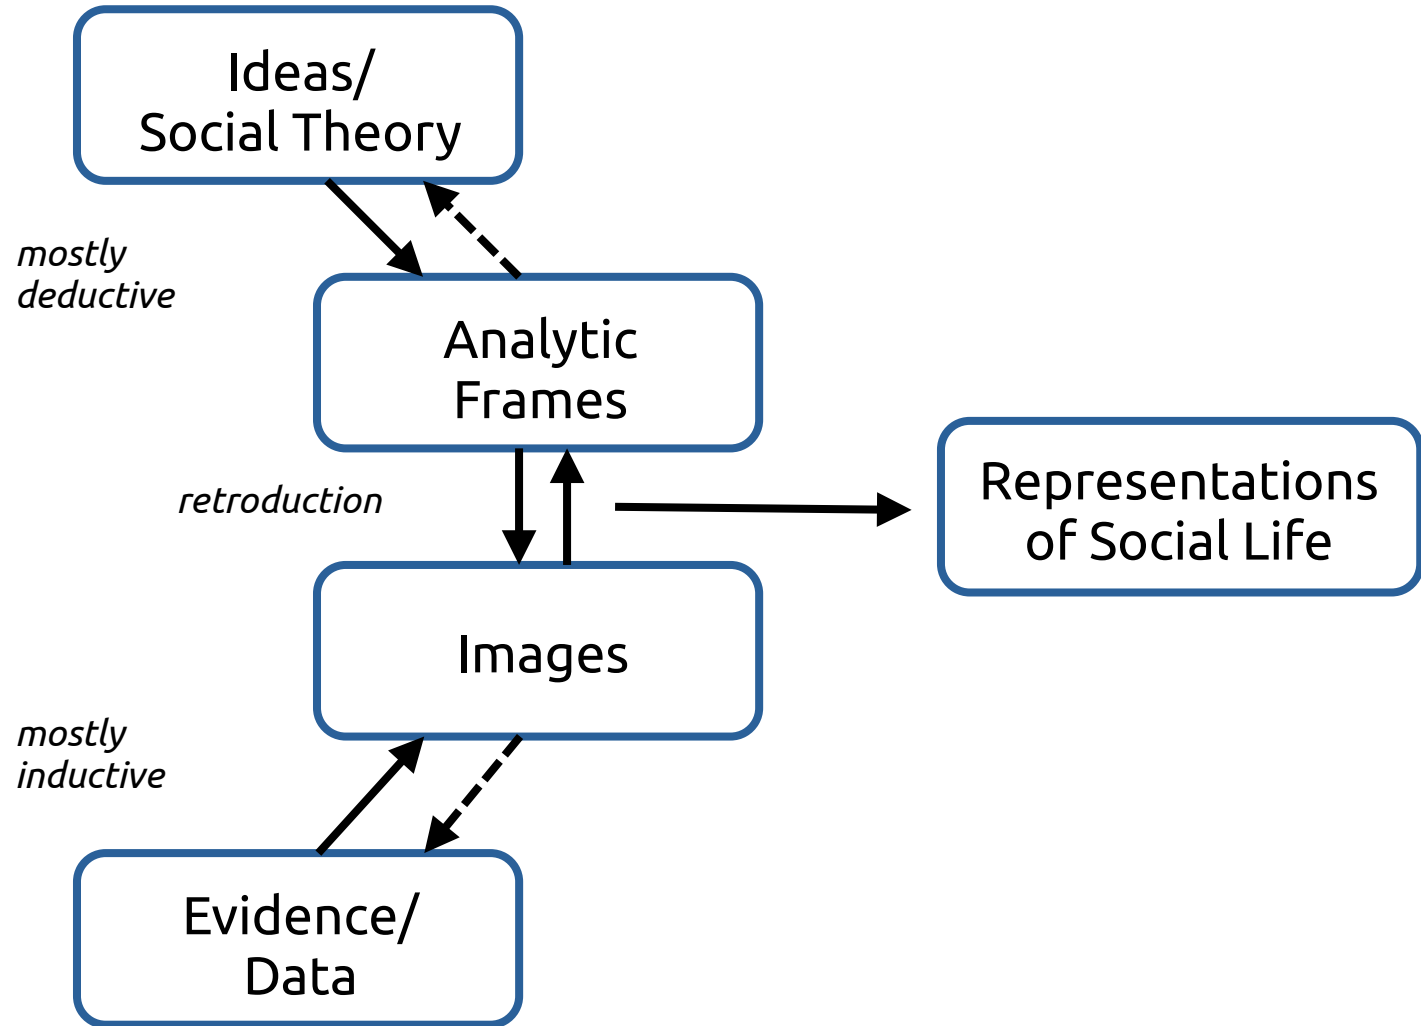 Ideas/
Social Theory
mostly
deductive
Analytic
Frames
retroduction
Representations
of Social Life
Images
mostly
inductive
Evidence/
Data